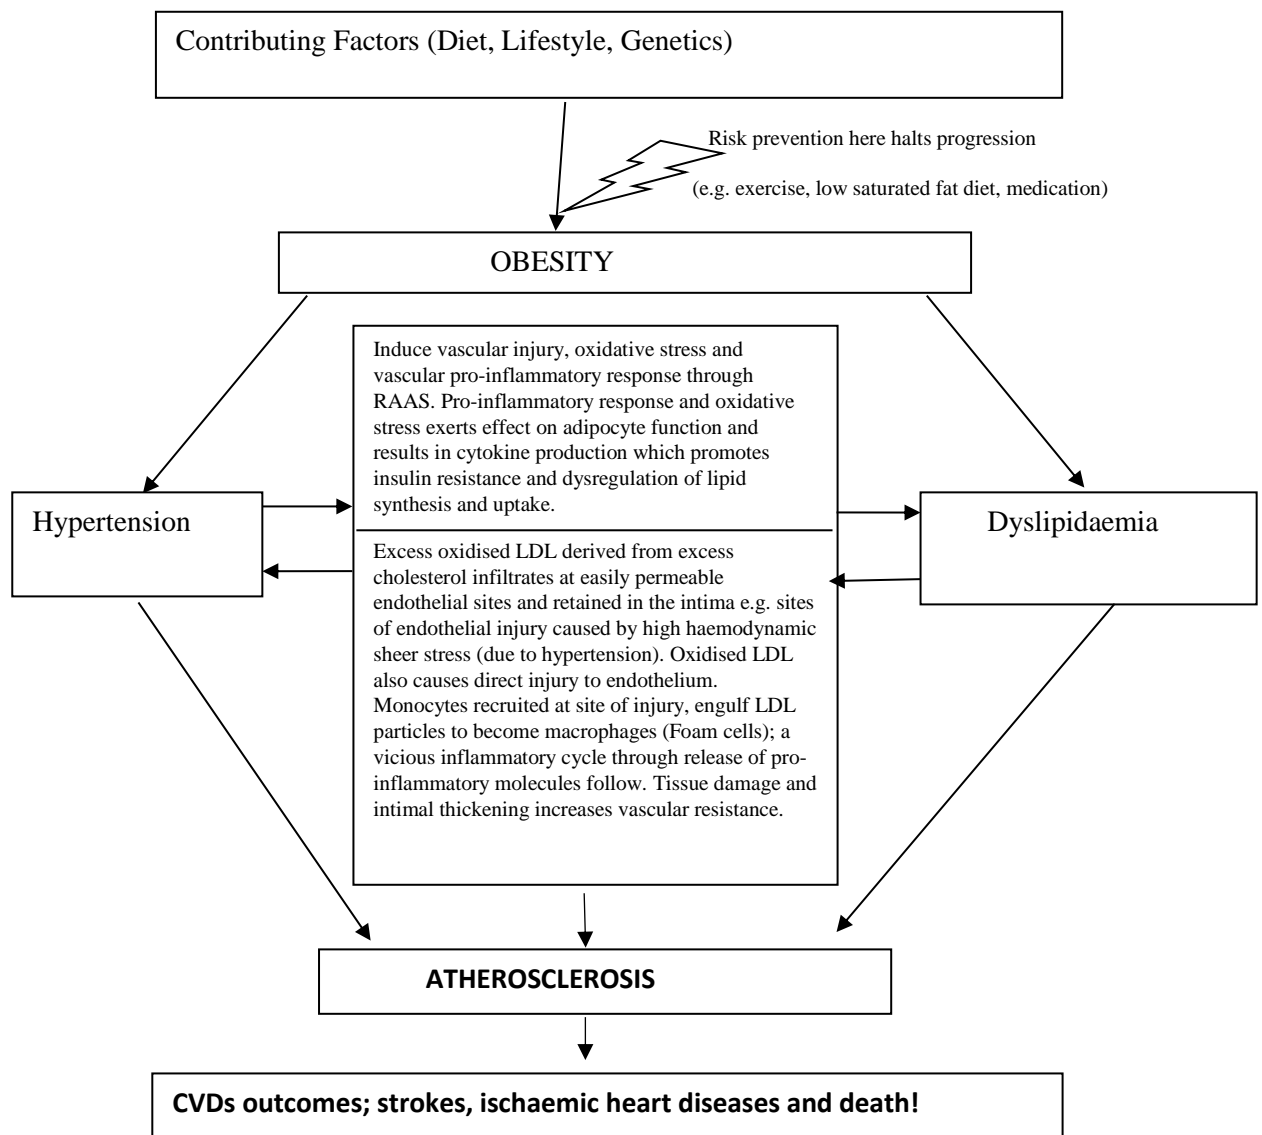 Contributing Factors (Diet, Lifestyle, Genetics)
Risk prevention here halts progression
(e.g. exercise, low saturated fat diet, medication)
OBESITY
Induce vascular injury, oxidative stress and
vascular pro-inflammatory response through
RAAS. Pro-inflammatory response and oxidative
stress exerts effect on adipocyte function and
results in cytokine production which promotes
insulin resistance and dysregulation of lipid
synthesis and uptake.
Hypertension
Dyslipidaemia
Excess oxidised LDL derived from excess
cholesterol infiltrates at easily permeable
endothelial sites and retained in the intima e.g. sites
of endothelial injury caused by high haemodynamic
sheer stress (due to hypertension). Oxidised LDL
also causes direct injury to endothelium.
Monocytes recruited at site of injury, engulf LDL
particles to become macrophages (Foam cells); a
vicious inflammatory cycle through release of pro-
inflammatory molecules follow. Tissue damage and
intimal thickening increases vascular resistance.
ATHEROSCLEROSIS
CVDs outcomes; strokes, ischaemic heart diseases and death!